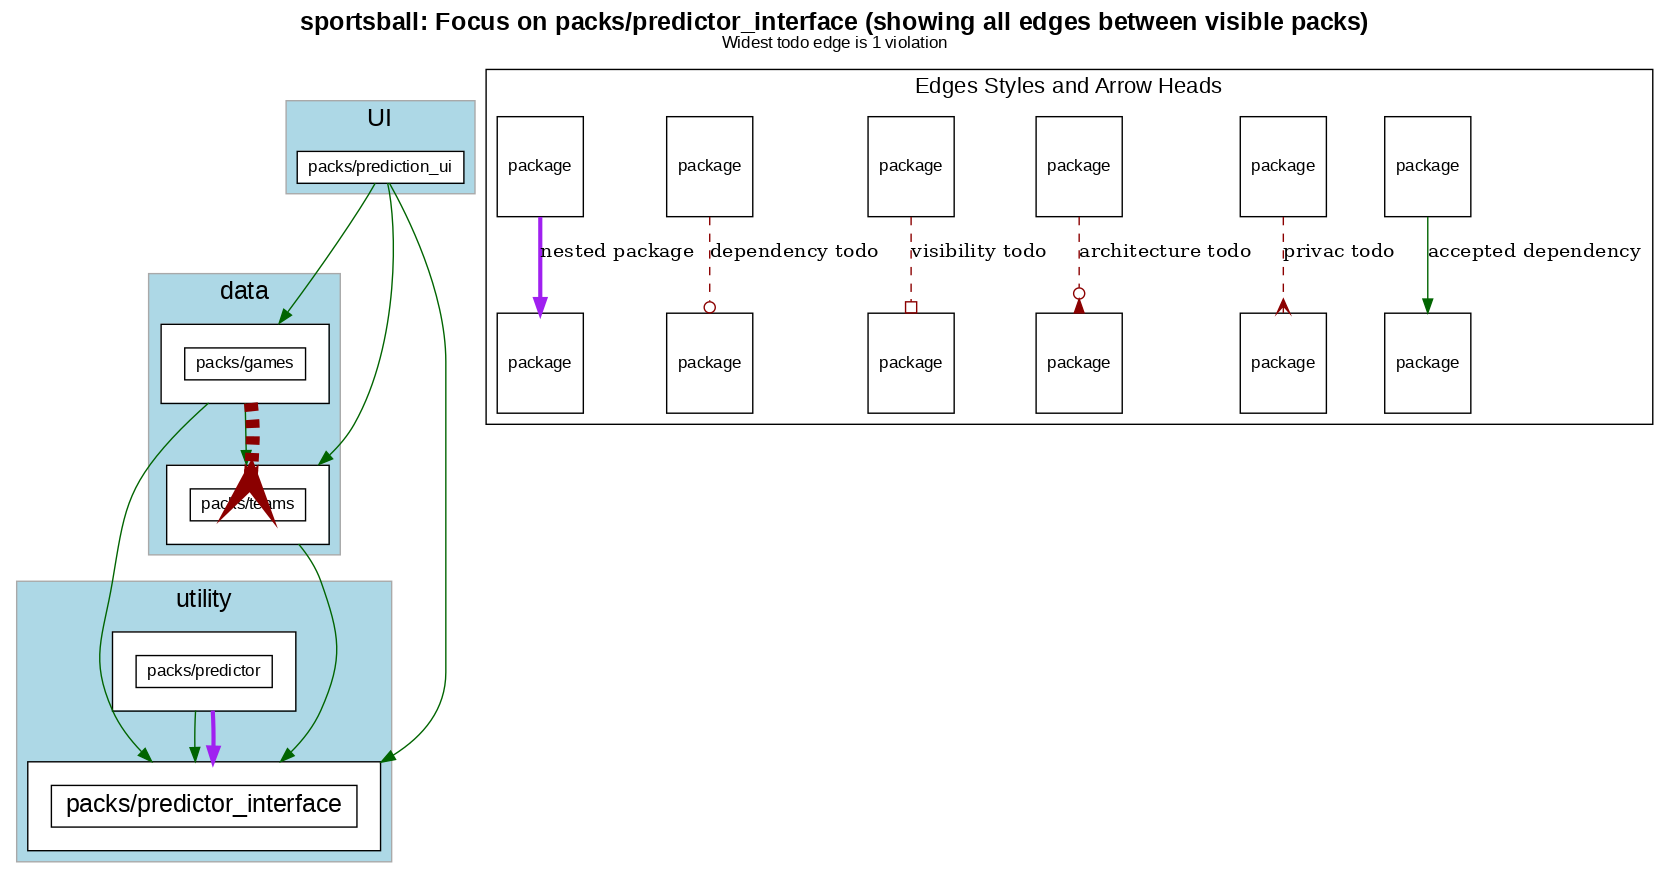 sportsball: Focus on packs/predictor_interface (showing all edges between visible packs)
Widest todo edge is 1 violation
UI
packs/prediction_ui
data
packs/games
packs/teams
utility
packs/predictor
packs/predictor_interface
Edges Styles and Arrow Heads
package package package package package package
nested package dependency todo visibility todo architecture todo privac todo accepted dependency
package package package package package package